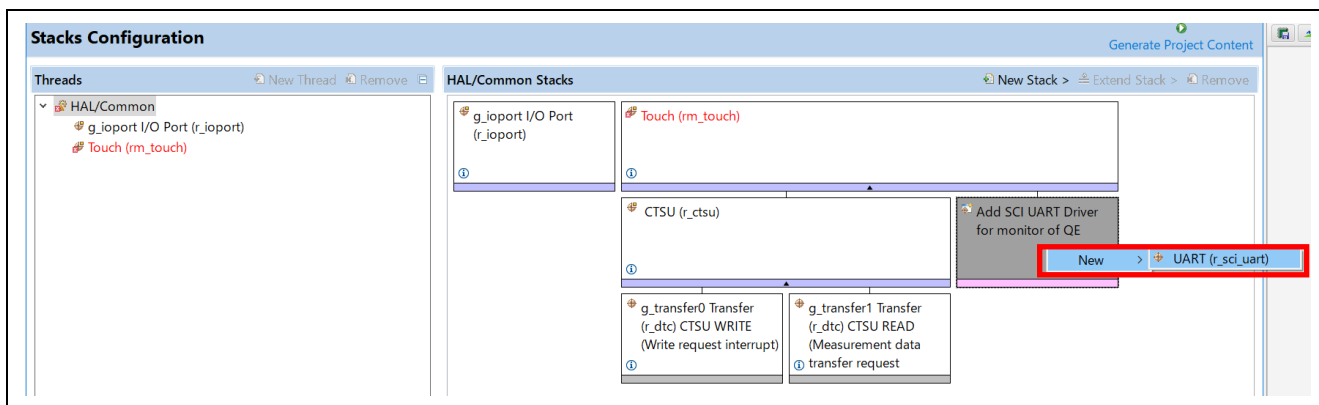 Stacks Configuration
Generate Project Content
Threads
New Thread
Remove
HAL/Common Stacks
New Stack >
Extend Stack >
Remove
HAL/Common
g_ioport I/O Port (r_ioport)
Touch (rm_touch)
g_ioport I/O Port
(r_ioport)
Touch (rm_touch)
CTSU (r_ctsu)
Add SCI UART Driver
for monitor of QE
New > UART (r_sci_uart)
g_transfer0 Transfer
(r_dtc) CTSU WRITE
(Write request interrupt)
g_transfer1 Transfer
(r_dtc) CTSU READ
(Measurement data
transfer request